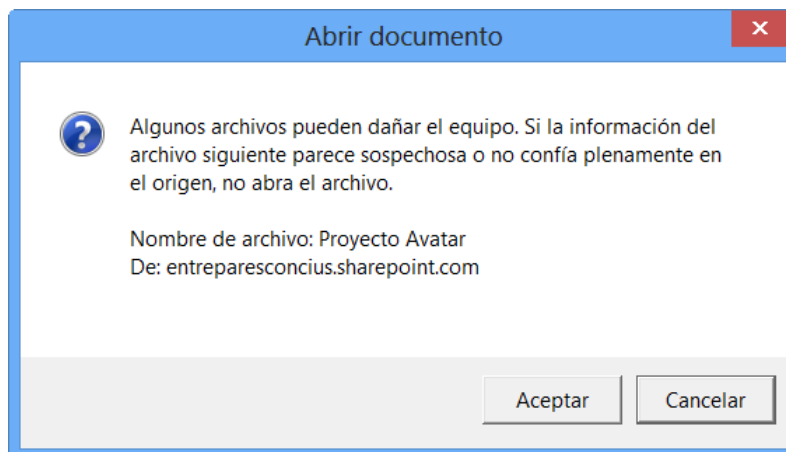 Abrir documento
Algunos archivos pueden dañar el equipo. Si la información del
archivo siguiente parece sospechosa o no confía plenamente en
el origen, no abra el archivo.
Nombre de archivo: Proyecto Avatar
De: entreparesconcius.sharepoint.com
Aceptar
Cancelar